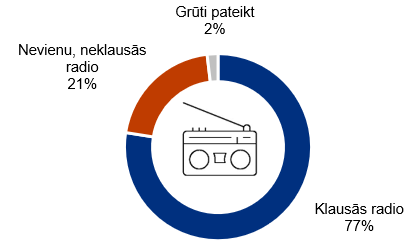 Grūti pateikt
2%
Nevienu, neklausās
radio
21%
Klausās radio
77%